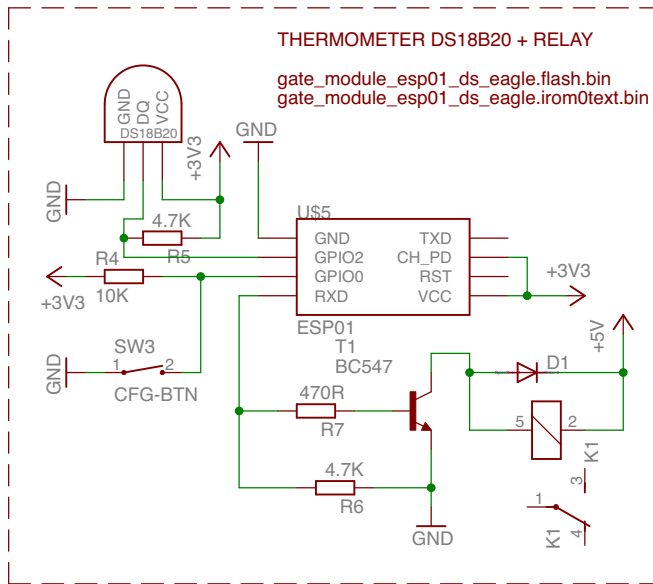 THERMOMETER DS18B20 + RELAY
gate_module_esp01_ds_eagle.flash.bin
gate_module_esp01_ds_eagle.irom0text.bin
GND
DQ
VCC
DS18B20
GND
+3V3
GND
4.7K
R5
R4
10K
+3V3
U$5
GND
GPIO2
GPIO0
RXD
TXD
CH_PD
RST
VCC
ESP01
+3V3
+5V
GND
SW3
1
2
CFG-BTN
T1
BC547
470R
R7
4.7K
R6
GND
D1
5
2
K1
3
1
4
K1